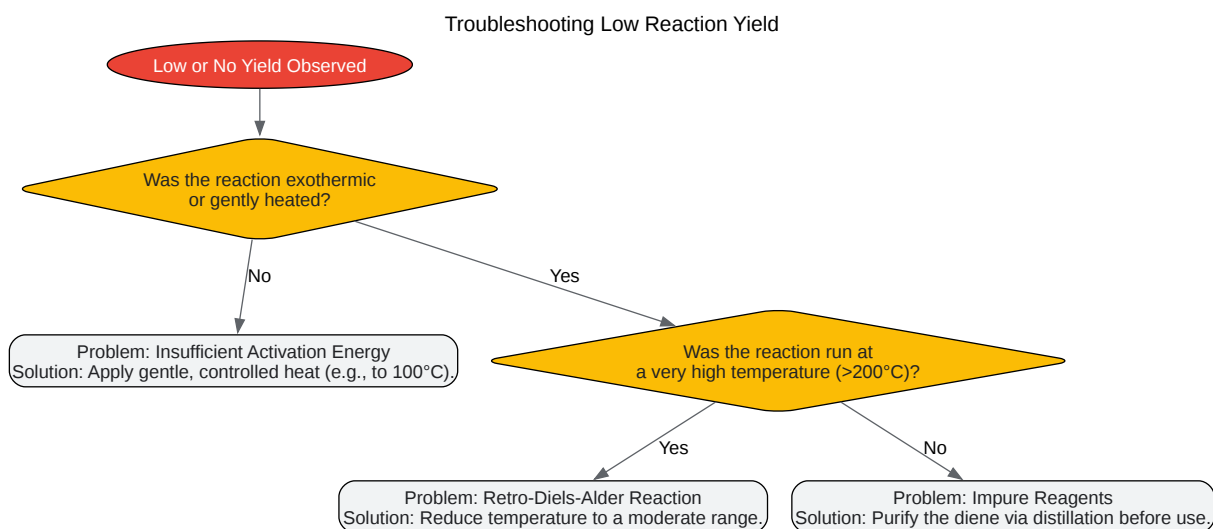 Troubleshooting Low Reaction Yield
Low or No Yield Observed
Was the reaction exothermic
or gently heated?
No
Yes
Problem: Insufficient Activation Energy
Solution: Apply gentle, controlled heat (e.g., to 100°C).
Was the reaction run at
a very high temperature (>200°C)?
Yes
No
Problem: Retro-Diels-Alder Reaction
Solution: Reduce temperature to a moderate range.
Problem: Impure Reagents
Solution: Purify the diene via distillation before use.